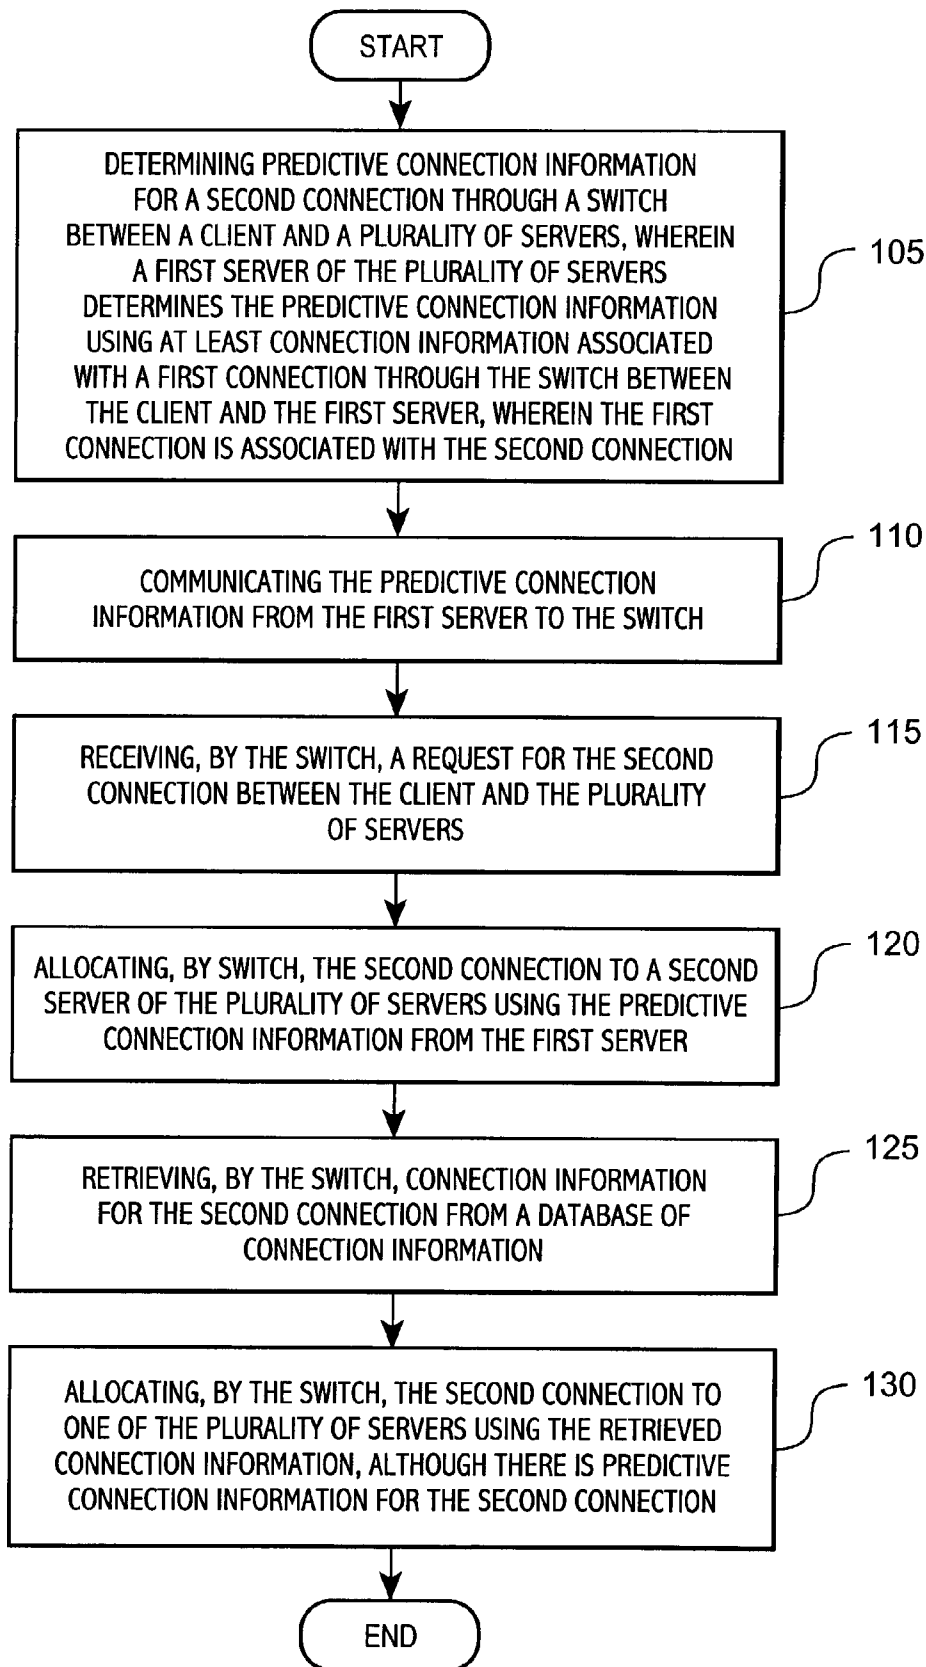 START
DETERMINING PREDICTIVE CONNECTION INFORMATION
FOR A SECOND CONNECTION THROUGH A SWITCH
BETWEEN A CLIENT AND A PLURALITY OF SERVERS, WHEREIN
A FIRST SERVER OF THE PLURALITY OF SERVERS
DETERMINES THE PREDICTIVE CONNECTION INFORMATION
USING AT LEAST CONNECTION INFORMATION ASSOCIATED
WITH A FIRST CONNECTION THROUGH THE SWITCH BETWEEN
THE CLIENT AND THE FIRST SERVER, WHEREIN THE FIRST
CONNECTION IS ASSOCIATED WITH THE SECOND CONNECTION
105
COMMUNICATING THE PREDICTIVE CONNECTION
INFORMATION FROM THE FIRST SERVER TO THE SWITCH
110
RECEIVING, BY THE SWITCH, A REQUEST FOR THE SECOND
CONNECTION BETWEEN THE CLIENT AND THE PLURALITY
OF SERVERS
115
ALLOCATING, BY SWITCH, THE SECOND CONNECTION TO A SECOND
SERVER OF THE PLURALITY OF SERVERS USING THE PREDICTIVE
CONNECTION INFORMATION FROM THE FIRST SERVER
120
RETRIEVING, BY THE SWITCH, CONNECTION INFORMATION
FOR THE SECOND CONNECTION FROM A DATABASE OF
CONNECTION INFORMATION
125
ALLOCATING, BY THE SWITCH, THE SECOND CONNECTION TO
ONE OF THE PLURALITY OF SERVERS USING THE RETRIEVED
CONNECTION INFORMATION, ALTHOUGH THERE IS PREDICTIVE
CONNECTION INFORMATION FOR THE SECOND CONNECTION
130
END